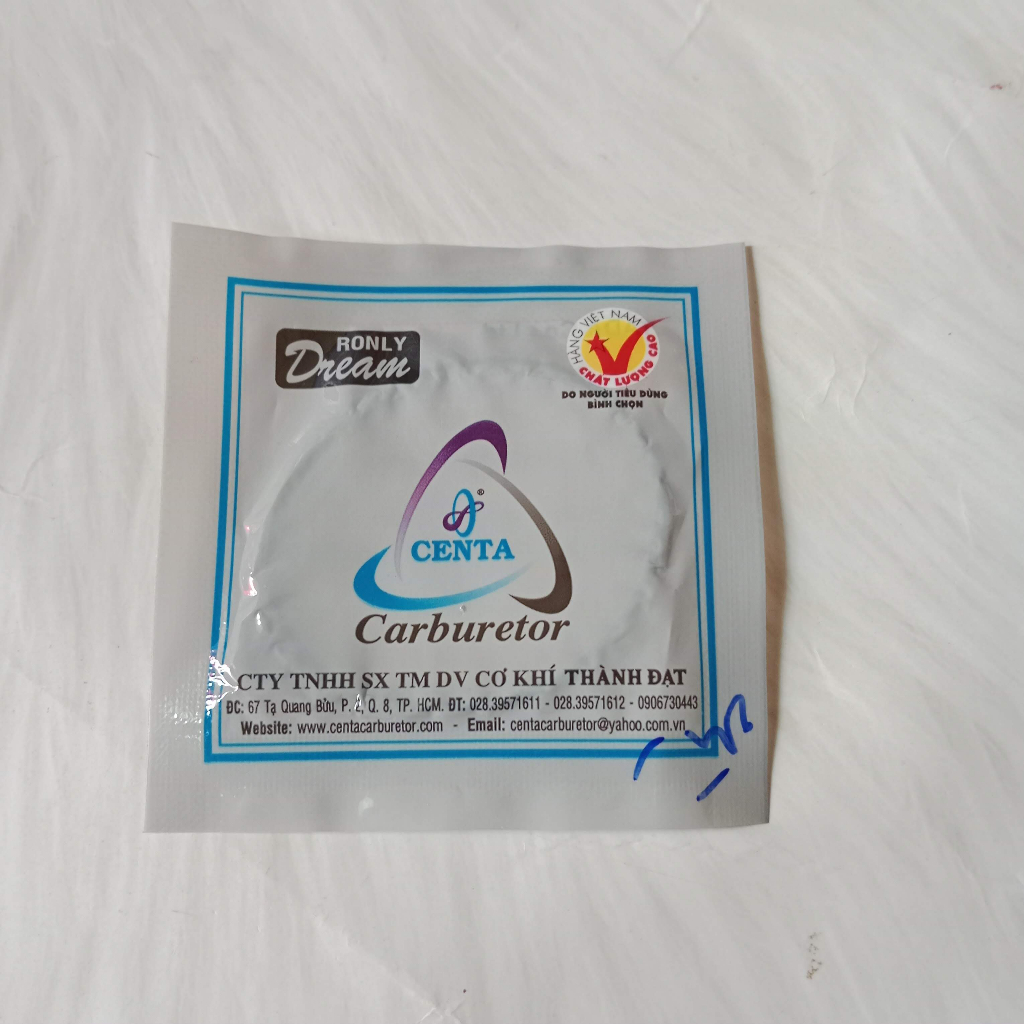 RONLY
Dream
HÀNG VIỆT NAM
CHẤT LƯỢNG CAO
DO NGƯỜI TIÊU DÙNG
BÌNH CHỌN
®
CENTA
Carburetor
CTY TNHH SX TM DV CƠ KHÍ THÀNH ĐẠT
ĐC: 67 Tạ Quang Bửu, P. 2, Q. 8, TP. HCM. ĐT: 028.39571611 - 028.39571612 - 0906730443
Website: www.centacarburetor.com - Email: centacarburetor@yahoo.com.vn